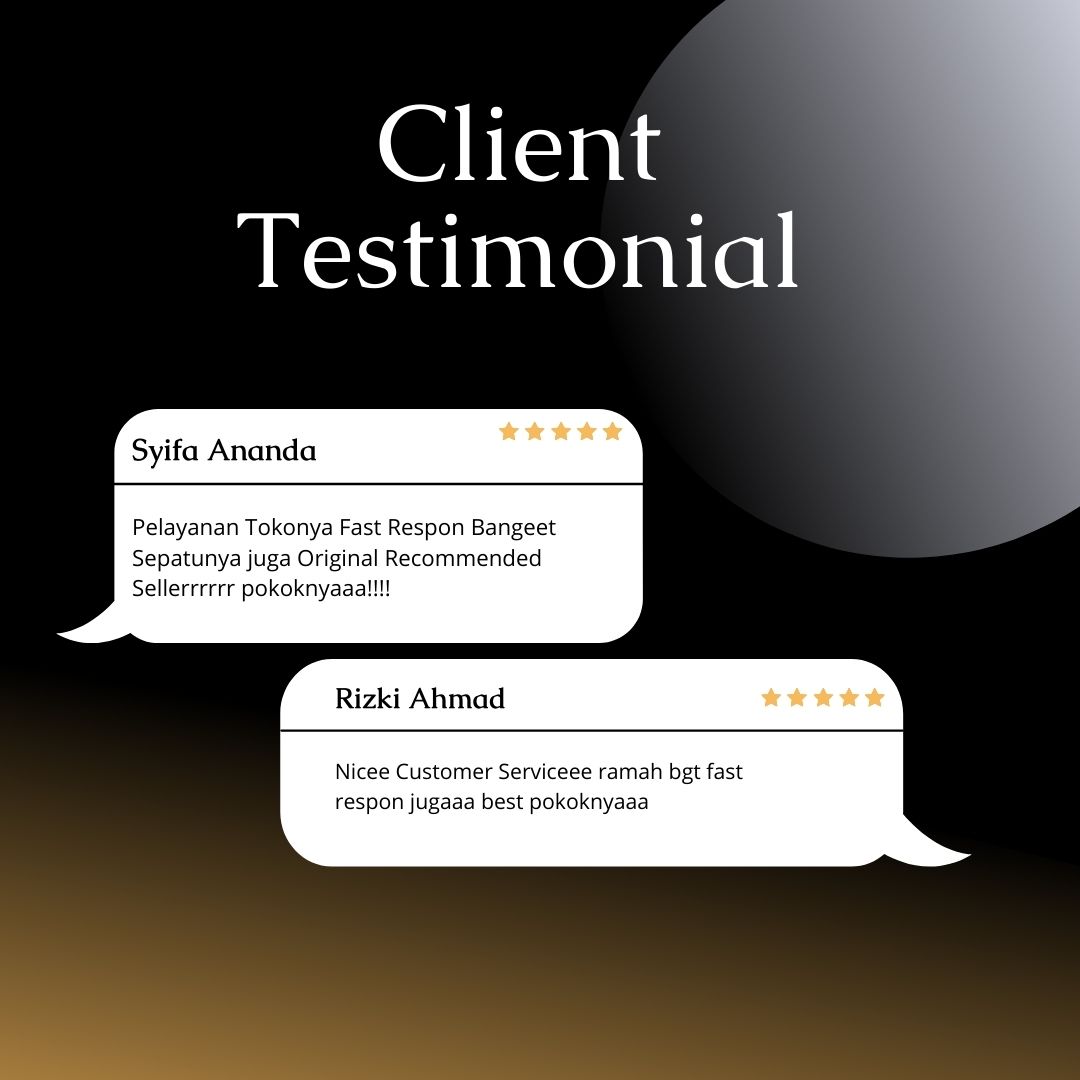 Client
Testimonial
Syifa Ananda
Pelayanan Tokonya Fast Respon Bangeet
Sepatunya juga Original Recommended
Sellerrrrrr pokoknyaaa!!!!
Rizki Ahmad
Nicee Customer Serviceee ramah bgt fast
respon jugaaa best pokoknyaaa